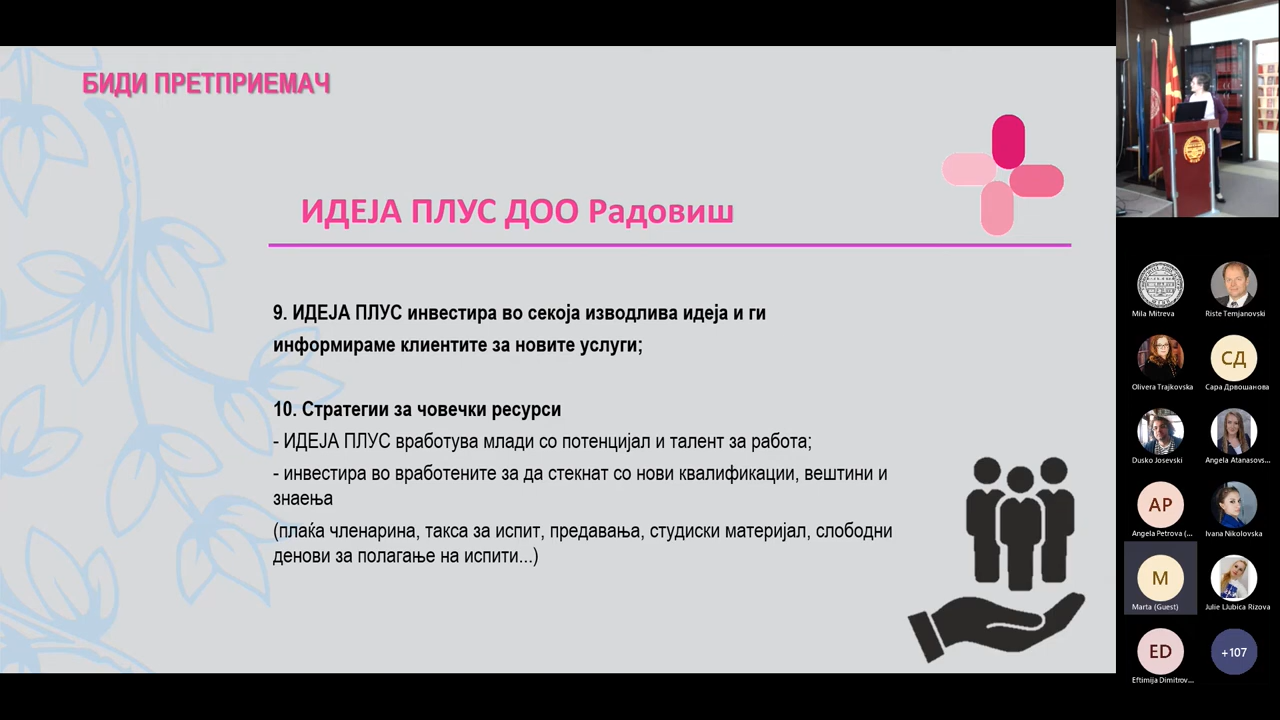 БИДИ ПРЕТПРИЕМАЧ
ИДЕЈА ПЛУС ДОО Радовиш
9. ИДЕЈА ПЛУС инвестира во секоја изводлива идеја и ги
информираме клиентите за новите услуги;
10. Стратегии за човечки ресурси
- ИДЕЈА ПЛУС вработува млади со потенцијал и талент за работа;
- инвестира во вработените за да стекнат со нови квалификации, вештини и
знаења
(плаќа членарина, такса за испит, предавања, студиски материјал, слободни
денови за полагање на испити...)
Mila Mitreva
Riste Temjanovski
Olivera Trajkovska
СД
Сара Дрвошанова
Dusko Josevski
Angela Atanasovs...
AP
Angela Petrova (...
Ivana Nikolovska
M
Marta (Guest)
Julie LJubica Rizova
ED
Eftimija Dimitrov...
+107